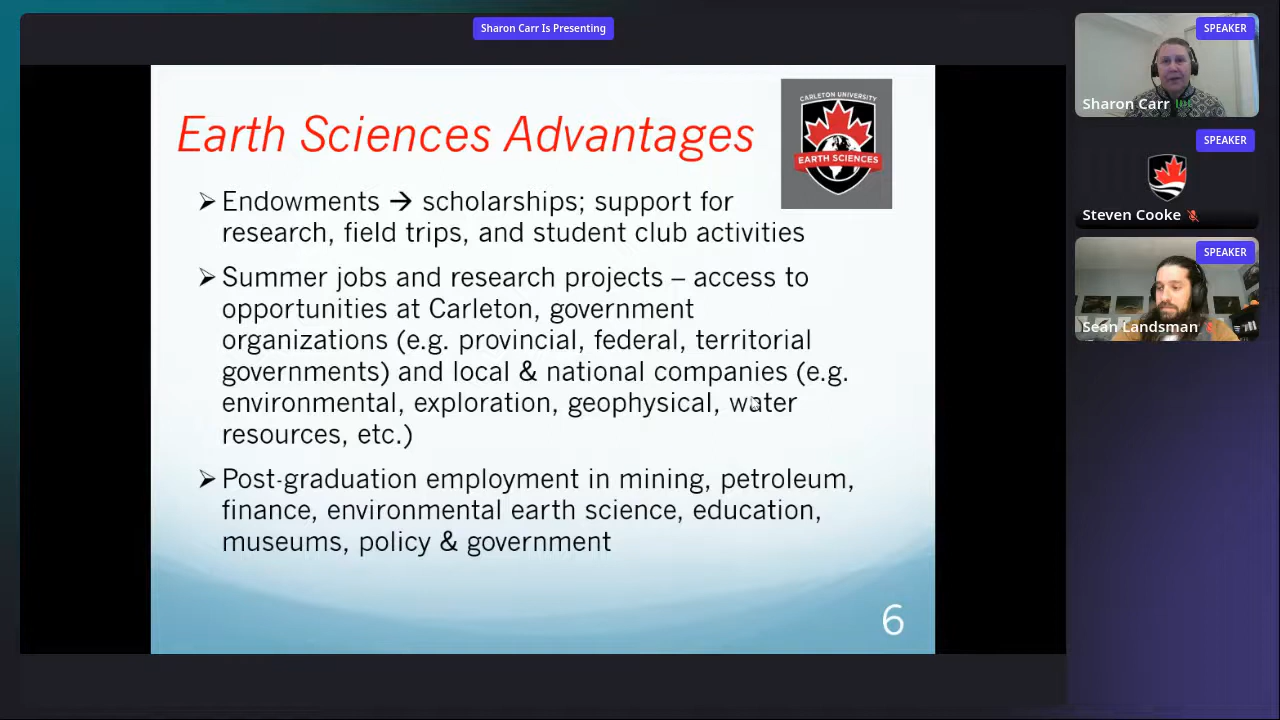 Sharon Carr Is Presenting
Earth Sciences Advantages
CARLETON UNIVERSITY
EARTH SCIENCES
➢ Endowments → scholarships; support for
research, field trips, and student club activities
➢ Summer jobs and research projects – access to
opportunities at Carleton, government
organizations (e.g. provincial, federal, territorial
governments) and local & national companies (e.g.
environmental, exploration, geophysical, water
resources, etc.)
➢ Post-graduation employment in mining, petroleum,
finance, environmental earth science, education,
museums, policy & government
6
SPEAKER
Sharon Carr
SPEAKER
Steven Cooke
SPEAKER
Sean Landsman